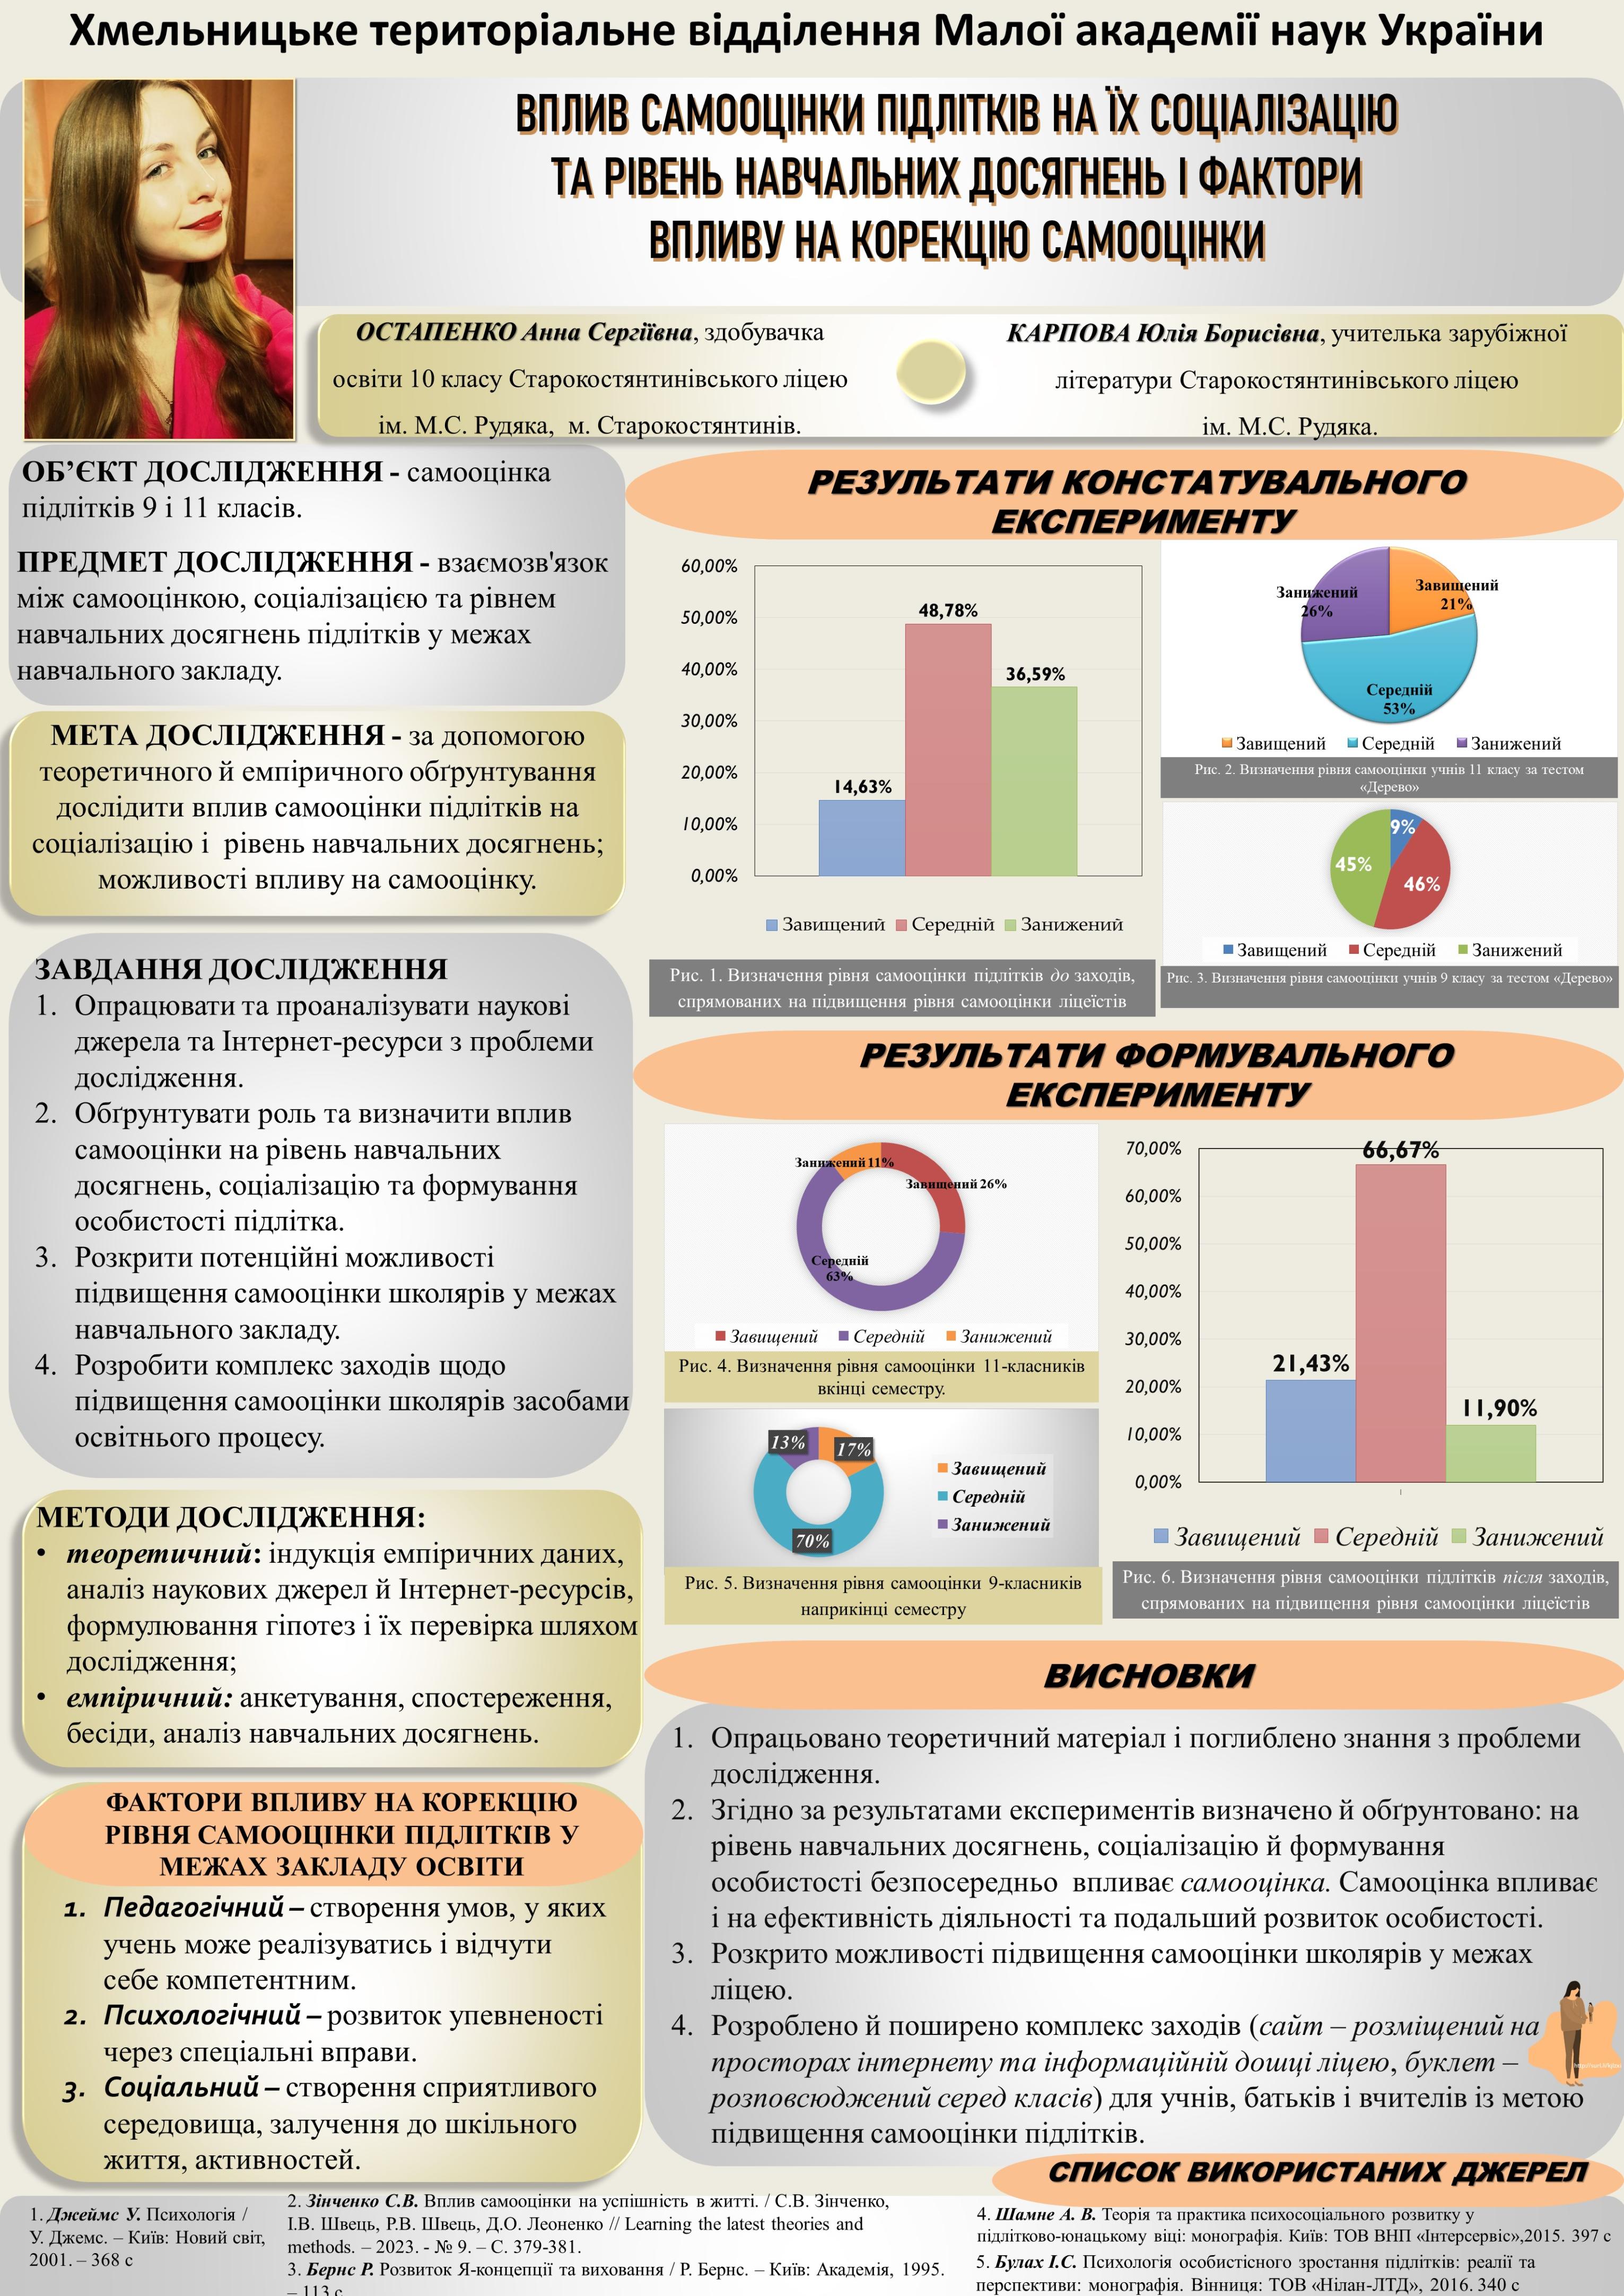 Хмельницьке територіальне відділення Малої академії наук України
ВПЛИВ САМООЦІНКИ ПІДЛІТКІВ НА ЇХ СОЦІАЛІЗАЦІЮ
ТА РІВЕНЬ НАВЧАЛЬНИХ ДОСЯГНЕНЬ І ФАКТОРИ
ВПЛИВУ НА КОРЕКЦІЮ САМООЦІНКИ
ОСТАПЕНКО Анна Сергіївна, здобувачка
освіти 10 класу Старокостянтинівського ліцею
ім. М.С. Рудяка, м. Старокостянтинів.
КАРПОВА Юлія Борисівна, учителька зарубіжної
літератури Старокостянтинівського ліцею
ім. М.С. Рудяка.
ОБ’ЄКТ ДОСЛІДЖЕННЯ - самооцінка
підлітків 9 і 11 класів.
ПРЕДМЕТ ДОСЛІДЖЕННЯ - взаємозв'язок
між самооцінкою, соціалізацією та рівнем
навчальних досягнень підлітків у межах
навчального закладу.
МЕТА ДОСЛІДЖЕННЯ - за допомогою
теоретичного й емпіричного обґрунтування
дослідити вплив самооцінки підлітків на
соціалізацію і рівень навчальних досягнень;
можливості впливу на самооцінку.
ЗАВДАННЯ ДОСЛІДЖЕННЯ
1. Опрацювати та проаналізувати наукові
джерела та Інтернет-ресурси з проблеми
дослідження.
2. Обґрунтувати роль та визначити вплив
самооцінки на рівень навчальних
досягнень, соціалізацію та формування
особистості підлітка.
3. Розкрити потенційні можливості
підвищення самооцінки школярів у межах
навчального закладу.
4. Розробити комплекс заходів щодо
підвищення самооцінки школярів засобами
освітнього процесу.
МЕТОДИ ДОСЛІДЖЕННЯ:
• теоретичний: індукція емпіричних даних,
аналіз наукових джерел й Інтернет-ресурсів,
формулювання гіпотез і їх перевірка шляхом
дослідження;
• емпіричний: анкетування, спостереження,
бесіди, аналіз навчальних досягнень.
ФАКТОРИ ВПЛИВУ НА КОРЕКЦІЮ
РІВНЯ САМООЦІНКИ ПІДЛІТКІВ У
МЕЖАХ ЗАКЛАДУ ОСВІТИ
1. Педагогічний – створення умов, у яких
учень може реалізуватись і відчути
себе компетентним.
2. Психологічний – розвиток упевненості
через спеціальні вправи.
3. Соціальний – створення сприятливого
середовища, залучення до шкільного
життя, активностей.
РЕЗУЛЬТАТИ КОНСТАТУВАЛЬНОГО
ЕКСПЕРИМЕНТУ
60,00%
50,00%
40,00%
30,00%
20,00%
10,00%
0,00%
14,63%
48,78%
36,59%
Завищений Середній Занижений
Рис. 1. Визначення рівня самооцінки підлітків до заходів,
спрямованих на підвищення рівня самооцінки ліцеїстів
Занижений
26%
Завищений
21%
Середній
53%
Завищений Середній Занижений
Рис. 2. Визначення рівня самооцінки учнів 11 класу за тестом
«Дерево»
9%
45%
46%
Завищений Середній Занижений
Рис. 3. Визначення рівня самооцінки учнів 9 класу за тестом «Дерево»
РЕЗУЛЬТАТИ ФОРМУВАЛЬНОГО
ЕКСПЕРИМЕНТУ
Занижений 11%
Завищений 26%
Середній
63%
Завищений Середній Занижений
Рис. 4. Визначення рівня самооцінки 11-класників
вкінці семестру.
13%
17%
70%
Завищений
Середній
Занижений
Рис. 5. Визначення рівня самооцінки 9-класників
наприкінці семестру
70,00%
60,00%
50,00%
40,00%
30,00%
20,00%
10,00%
0,00%
21,43%
66,67%
11,90%
Завищений Середній Занижений
Рис. 6. Визначення рівня самооцінки підлітків після заходів,
спрямованих на підвищення рівня самооцінки ліцеїстів
ВИСНОВКИ
1. Опрацьовано теоретичний матеріал і поглиблено знання з проблеми
дослідження.
2. Згідно за результатами експериментів визначено й обґрунтовано: на
рівень навчальних досягнень, соціалізацію й формування
особистості безпосередньо впливає самооцінка. Самооцінка впливає
і на ефективність діяльності та подальший розвиток особистості.
3. Розкрито можливості підвищення самооцінки школярів у межах
ліцею.
4. Розроблено й поширено комплекс заходів (сайт – розміщений на
просторах інтернету та інформаційній дошці ліцею, буклет –
розповсюджений серед класів) для учнів, батьків і вчителів із метою
підвищення самооцінки підлітків.
СПИСОК ВИКОРИСТАНИХ ДЖЕРЕЛ
1. Джеймс У. Психологія /
У. Джемс. – Київ: Новий світ,
2001. – 368 с
2. Зінченко С.В. Вплив самооцінки на успішність в житті. / С.В. Зінченко,
І.В. Швець, Р.В. Швець, Д.О. Леоненко // Learning the latest theories and
methods. – 2023. - № 9. – С. 379-381.
3. Бернс Р. Розвиток Я-концепції та виховання / Р. Бернс. – Київ: Академія, 1995.
– 113 с
4. Шамне А. В. Теорія та практика психосоціального розвитку у
підлітково-юнацькому віці: монографія. Київ: ТОВ ВНП «Інтерсервіс»,2015. 397 с
5. Булах І.С. Психологія особистісного зростання підлітків: реалії та
перспективи: монографія. Вінниця: ТОВ «Нілан-ЛТД», 2016. 340 с